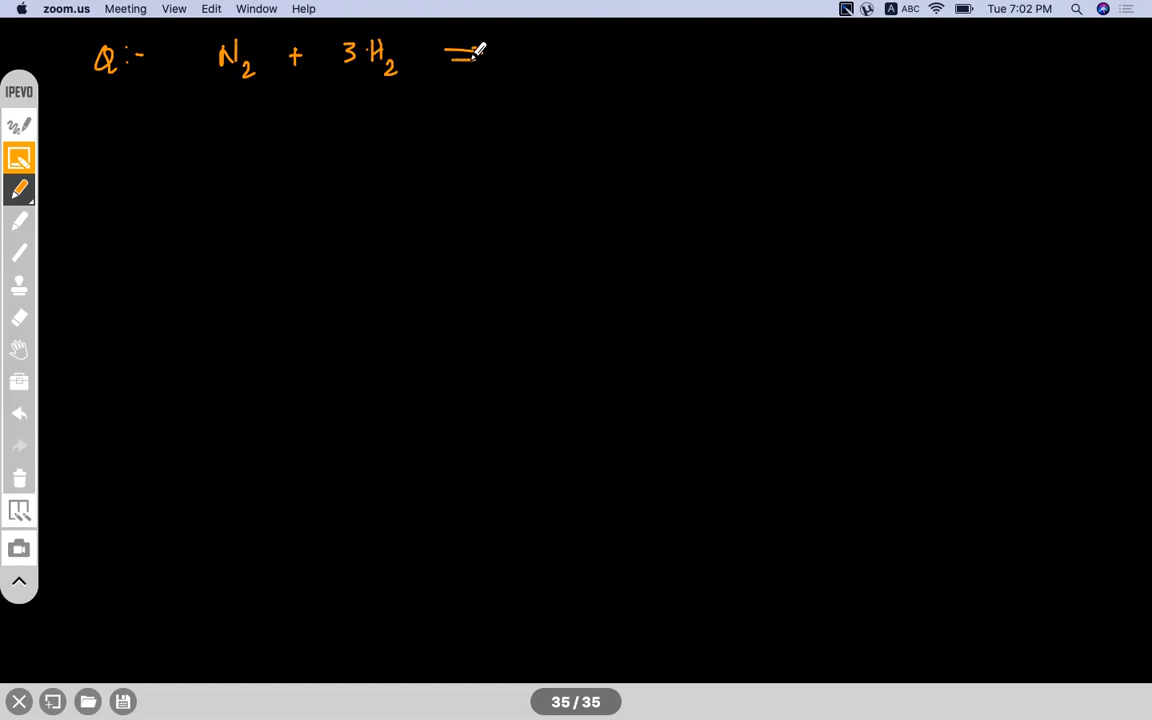 zoom.us Meeting View Edit Window Help A ABC Tue 7:02 PM
Q:- N₂ + 3H₂ =
IPEVO
35/35